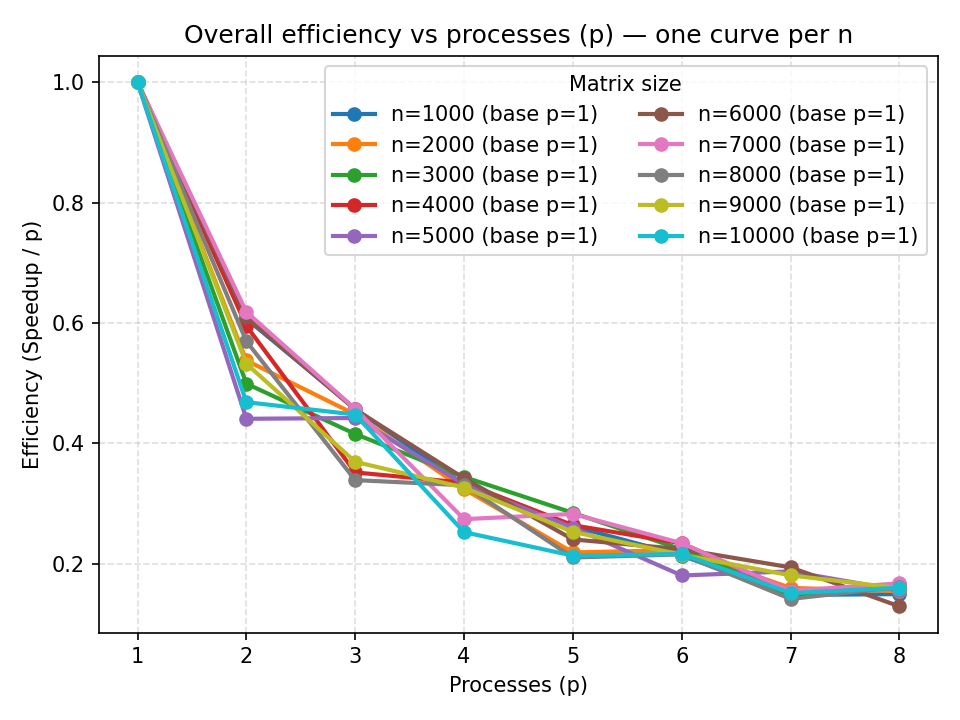 Overall efficiency vs processes (p) — one curve per n
Efficiency (Speedup / p)
1.0
0.8
0.6
0.4
0.2
Matrix size
n=1000 (base p=1)
n=2000 (base p=1)
n=3000 (base p=1)
n=4000 (base p=1)
n=5000 (base p=1)
n=6000 (base p=1)
n=7000 (base p=1)
n=8000 (base p=1)
n=9000 (base p=1)
n=10000 (base p=1)
1 2 3 4 5 6 7 8
Processes (p)